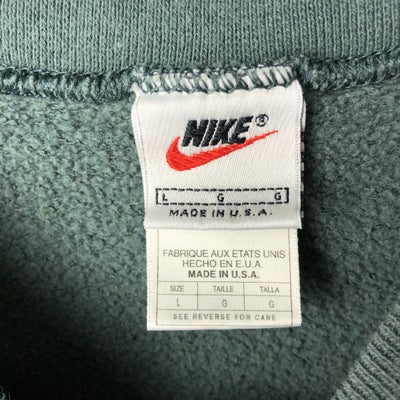 NIKE®
L G G
MADE IN U.S.A.
FABRIQUE AUX ETATS UNIS
HECHO EN E.U.A.
MADE IN U.S.A.
SIZE TAILLE TALLA
L G G
SEE REVERSE FOR CARE